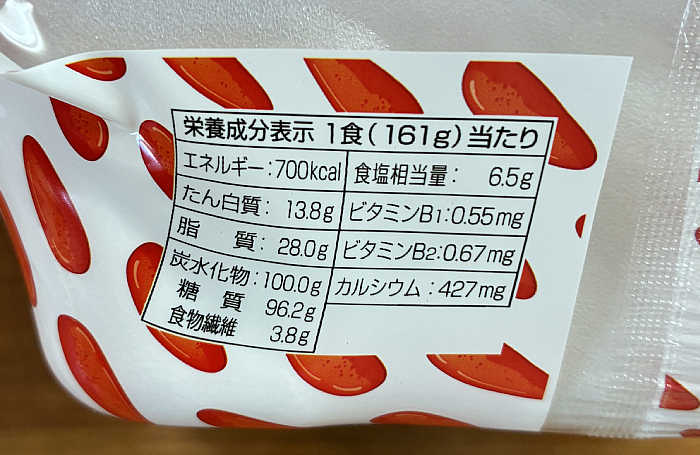 栄養成分表示 1食(161g)当たり
エネルギー:700kcal
たん白質: 13.8g
脂 質: 28.0g
炭水化物:100.0g
糖 質 96.2g
食物繊維 3.8g
食塩相当量: 6.5g
ビタミンB1:0.55mg
ビタミンB2:0.67mg
カルシウム:427mg